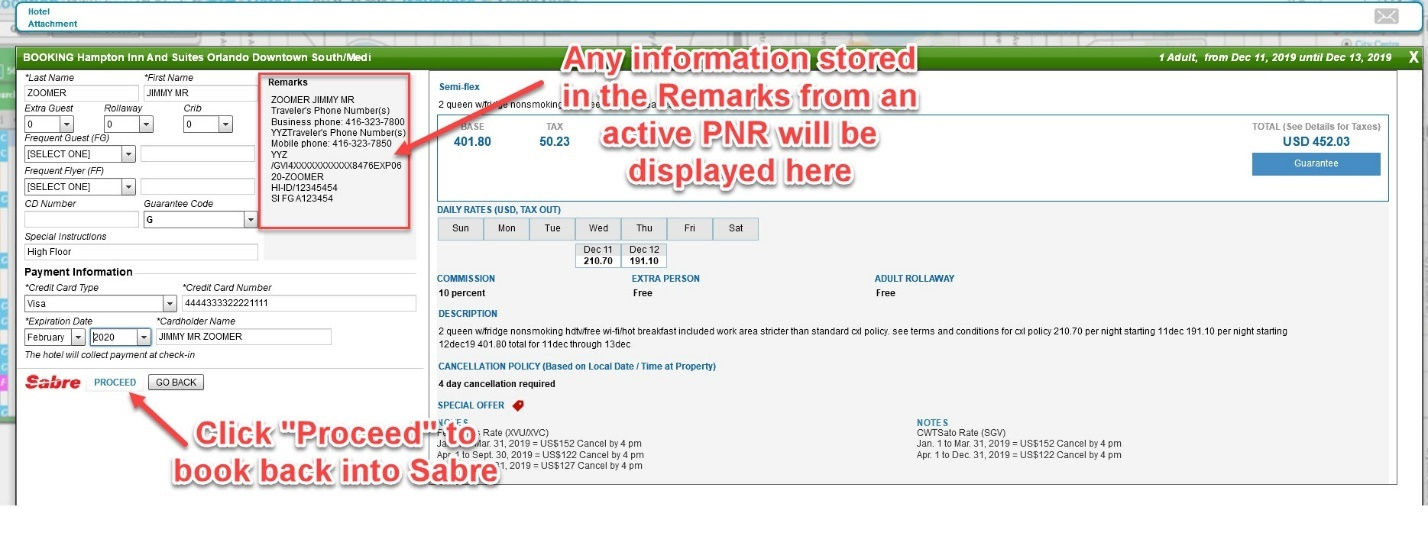 Hotel
Attachment
BOOKING Hampton Inn And Suites Orlando Downtown South/Medi
1 Adult, from Dec 11, 2019 until Dec 13, 2019 X
*Last Name *First Name
ZOOMER JIMMY MR
Extra Guest Rollaway Crib
0 0 0
Frequent Guest (FG)
[SELECT ONE]
Frequent Flyer (FF)
[SELECT ONE]
CD Number Guarantee Code
G
Special Instructions
High Floor
Payment Information
*Credit Card Type *Credit Card Number
Visa 4444333322221111
*Expiration Date *Cardholder Name
February 2020 JIMMY MR ZOOMER
The hotel will collect payment at check-in
Sabre PROCEED GO BACK
Click "Proceed" to
book back into Sabre
Remarks
ZOOMER JIMMY MR
Traveler's Phone Number(s)
Business phone: 416-323-7800
YYZTraveler's Phone Number(s)
Mobile phone: 416-323-7850
YYZ
/GVI4XXXXXXXXXXX8476EXP06
20-ZOOMER
HI-ID/12345454
SI FG A123454
Any information stored
in the Remarks from an
active PNR will be
displayed here
Semi-flex
2 queen w/fridge nonsmoking
BASE TAX TOTAL (See Details for Taxes)
401.80 50.23 USD 452.03
Guarantee
DAILY RATES (USD, TAX OUT)
Sun Mon Tue Wed Thu Fri Sat
Dec 11 Dec 12
210.70 191.10
COMMISSION EXTRA PERSON ADULT ROLLAWAY
10 percent Free Free
DESCRIPTION
2 queen w/fridge nonsmoking hdtv/free wi-fi/hot breakfast included work area stricter than standard cxl policy. see terms and conditions for cxl policy 210.70 per night starting 11dec 191.10 per night starting
12dec19 401.80 total for 11dec through 13dec
CANCELLATION POLICY (Based on Local Date / Time at Property)
4 day cancellation required
SPECIAL OFFER
NOTES
Rate (XVU/XVC)
Mar. 31, 2019 = US$152 Cancel by 4 pm
Apr. 1 to Sept. 30, 2019 = US$122 Cancel by 4 pm
2019 = US$127 Cancel by 4 pm
NOTES
CWTSato Rate (SGV)
Jan. 1 to Mar. 31, 2019 = US$152 Cancel by 4 pm
Apr. 1 to Dec. 31, 2019 = US$122 Cancel by 4 pm